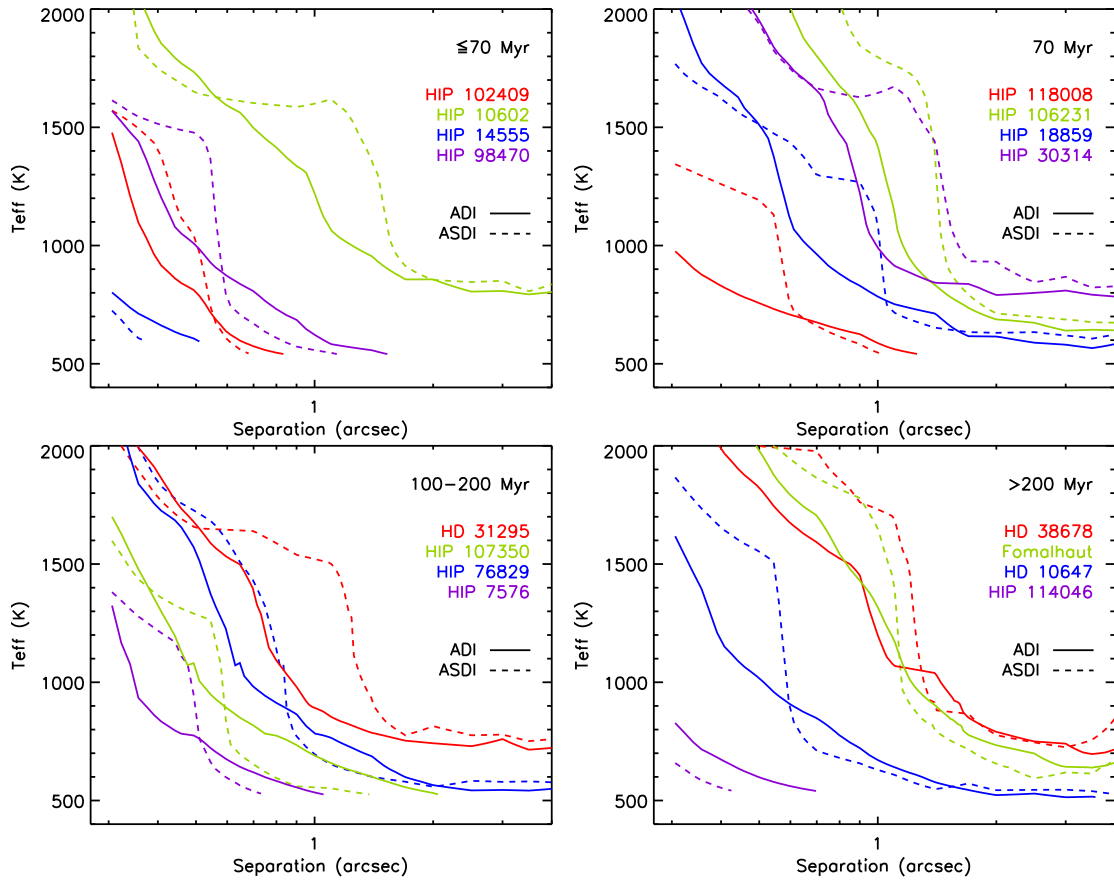 2000
1500
1000
500
Teff (K)
≦70 Myr
HIP 102409
HIP 10602
HIP 14555
HIP 98470
ADI
ASDI
1
Separation (arcsec)
2000
1500
1000
500
Teff (K)
70 Myr
HIP 118008
HIP 106231
HIP 18859
HIP 30314
ADI
ASDI
1
Separation (arcsec)
2000
1500
1000
500
Teff (K)
100−200 Myr
HD 31295
HIP 107350
HIP 76829
HIP 7576
ADI
ASDI
1
Separation (arcsec)
2000
1500
1000
500
Teff (K)
>200 Myr
HD 38678
Fomalhaut
HD 10647
HIP 114046
ADI
ASDI
1
Separation (arcsec)